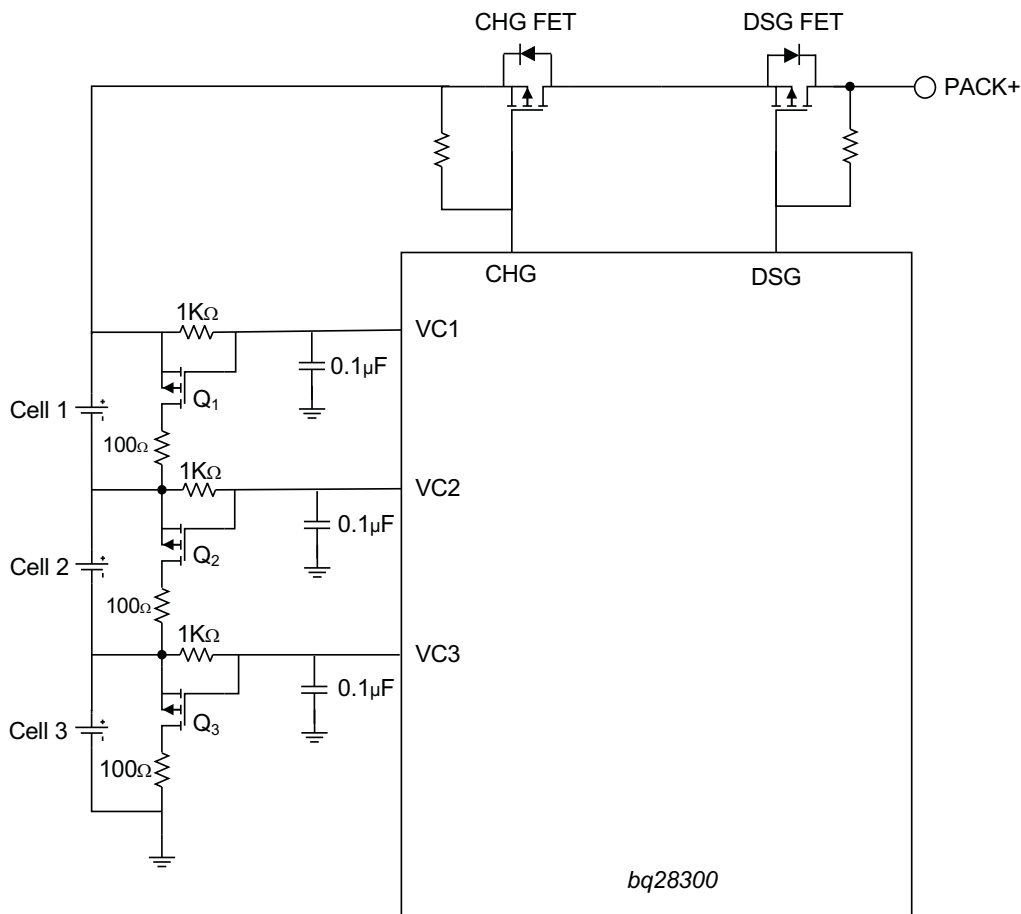 CHG FET
DSG FET
PACK+
CHG
DSG
1KΩ
VC1
0.1µF
Q1
Cell 1
100Ω
1KΩ
VC2
0.1µF
Q2
Cell 2
100Ω
1KΩ
VC3
0.1µF
Q3
Cell 3
100Ω
bq28300